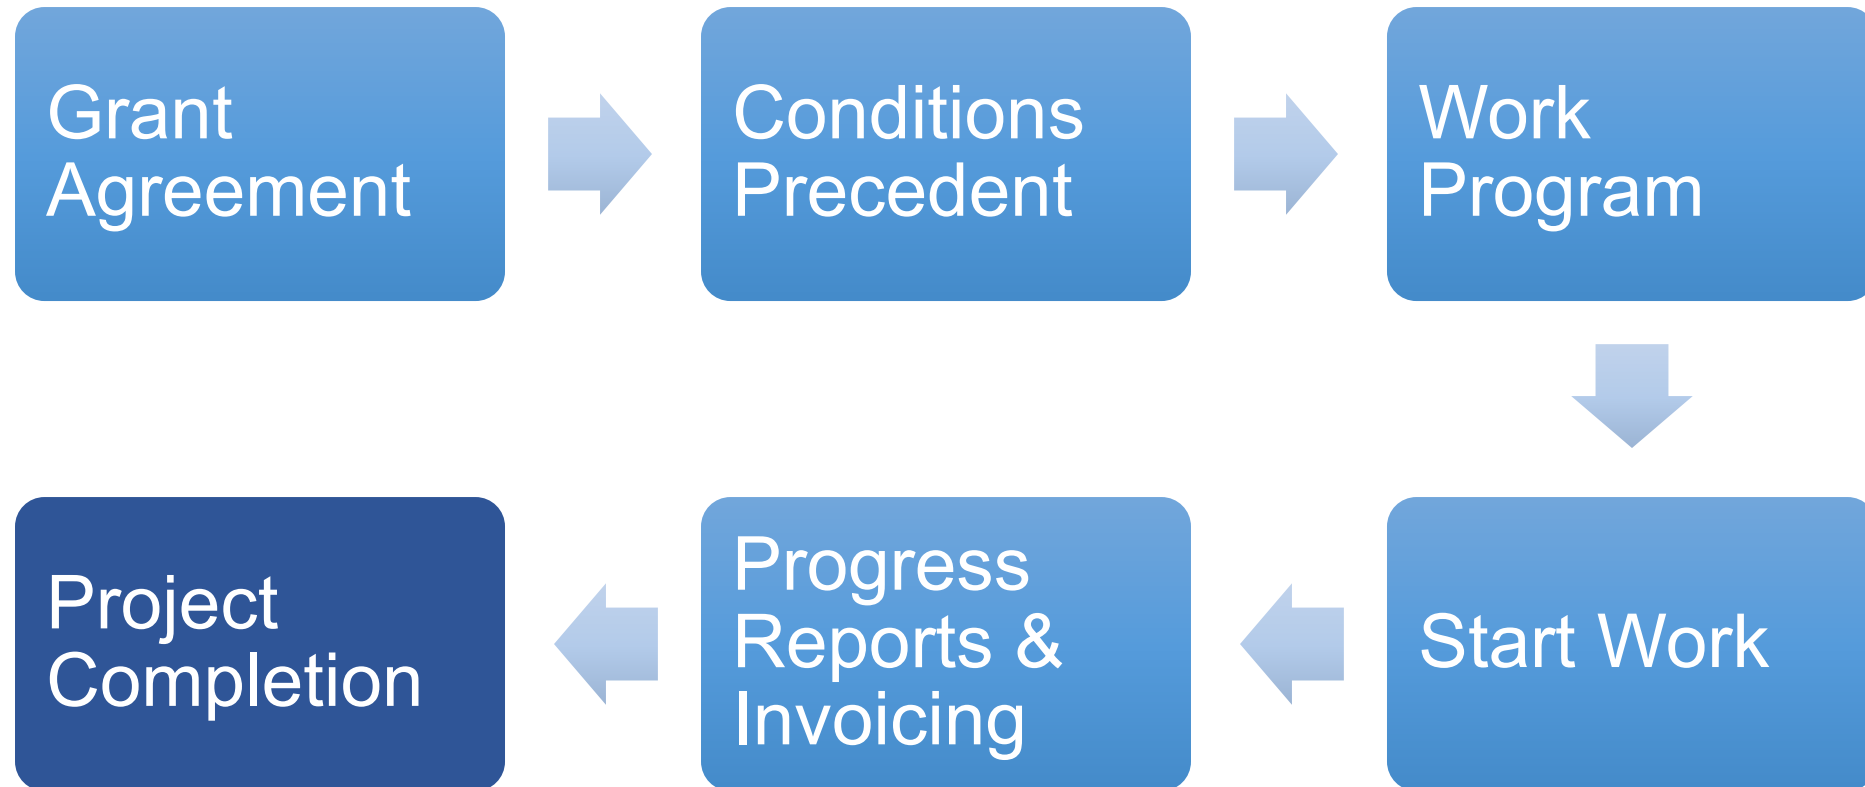 Grant
Agreement
Conditions
Precedent
Work
Program
Start Work
Progress
Reports &
Invoicing
Project
Completion